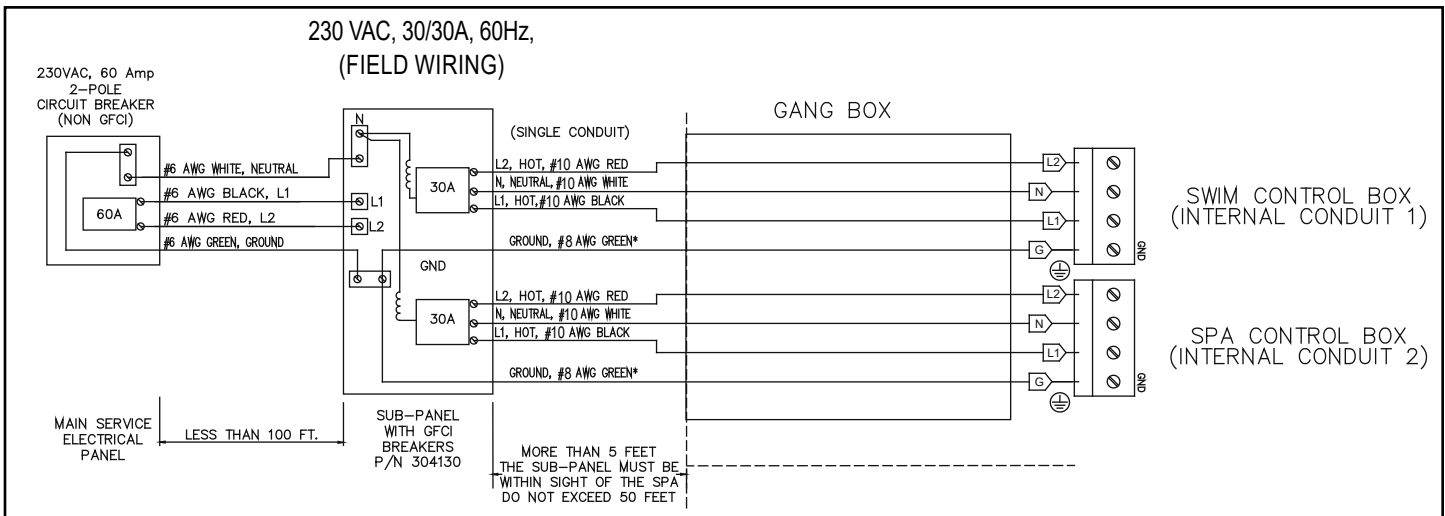 230 VAC, 30/30A, 60Hz,
(FIELD WIRING)
230VAC, 60 Amp
2-POLE
CIRCUIT BREAKER
(NON GFCI)
60A
#6 AWG WHITE, NEUTRAL
#6 AWG BLACK, L1
#6 AWG RED, L2
#6 AWG GREEN, GROUND
N
L1
L2
GND
30A
30A
(SINGLE CONDUIT)
L2, HOT, #10 AWG RED
N, NEUTRAL, #10 AWG WHITE
L1, HOT, #10 AWG BLACK
GROUND, #8 AWG GREEN*
L2, HOT, #10 AWG RED
N, NEUTRAL, #10 AWG WHITE
L1, HOT, #10 AWG BLACK
GROUND, #8 AWG GREEN*
GANG BOX
L2
N
L1
G
GND
SWIM CONTROL BOX
(INTERNAL CONDUIT 1)
L2
N
L1
G
GND
SPA CONTROL BOX
(INTERNAL CONDUIT 2)
MAIN SERVICE
ELECTRICAL
PANEL
LESS THAN 100 FT.
SUB-PANEL
WITH GFCI
BREAKERS
P/N 304130
MORE THAN 5 FEET
THE SUB-PANEL MUST BE
WITHIN SIGHT OF THE SPA
DO NOT EXCEED 50 FEET